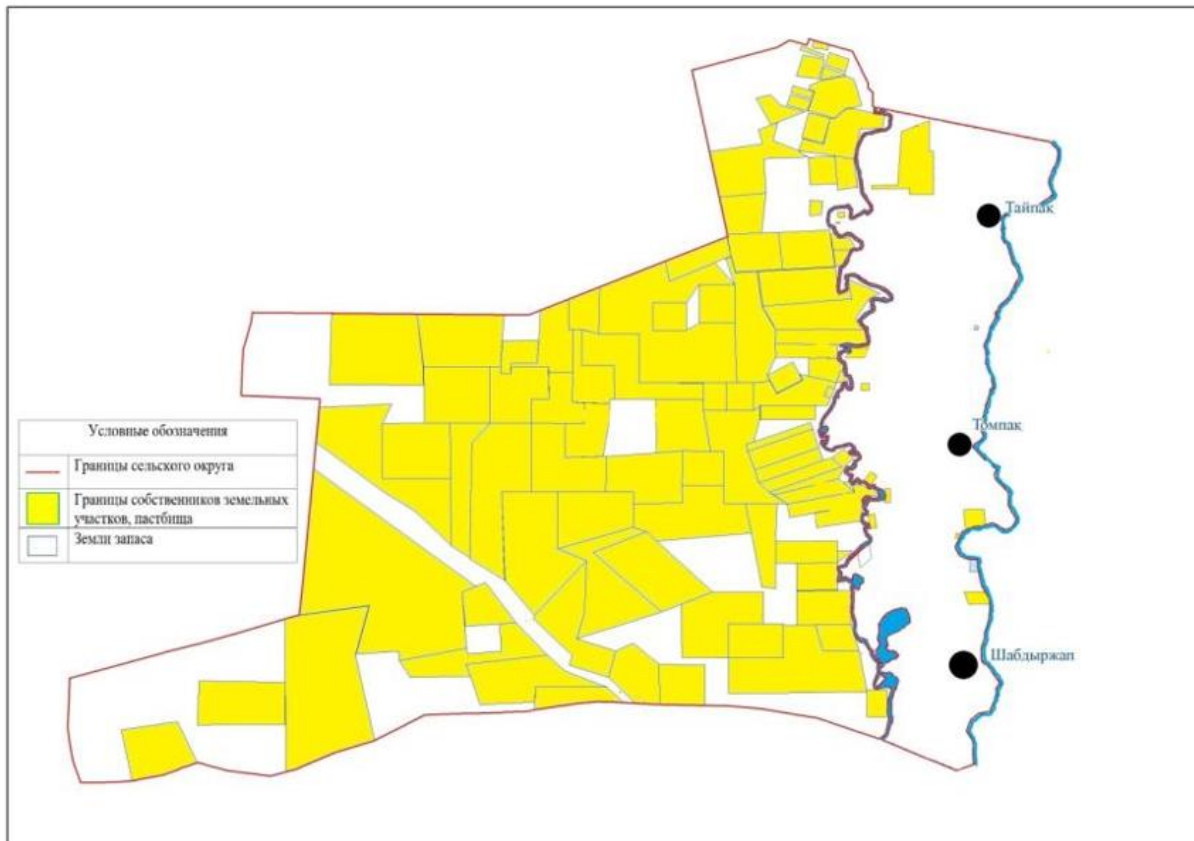 Тайпак
Томпак
Шабдыржап
Условные обозначения
Границы сельского округа
Границы собственников земельных
участков, пастбища
Земли запаса